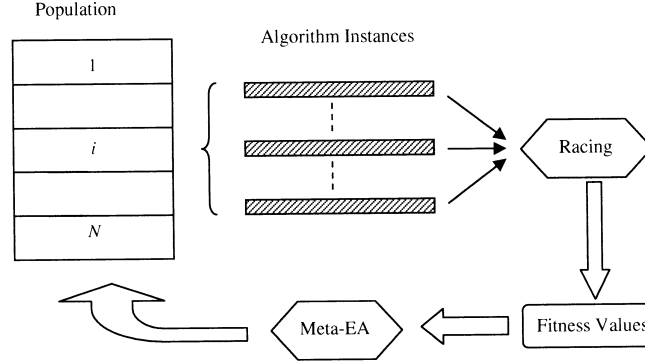 Population
Algorithm Instances
1
i
N
Racing
Meta-EA
Fitness Values